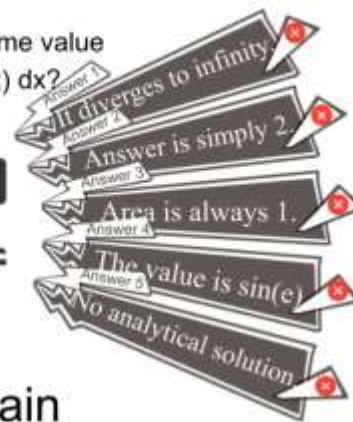 me value
) dx?
Answer 1
It diverges to infinity.
Answer 2
Answer is simply 2.
Answer 3
Area is always 1.
Answer 4
The value is sin(e)
Answer 5
No analytical solution
ain